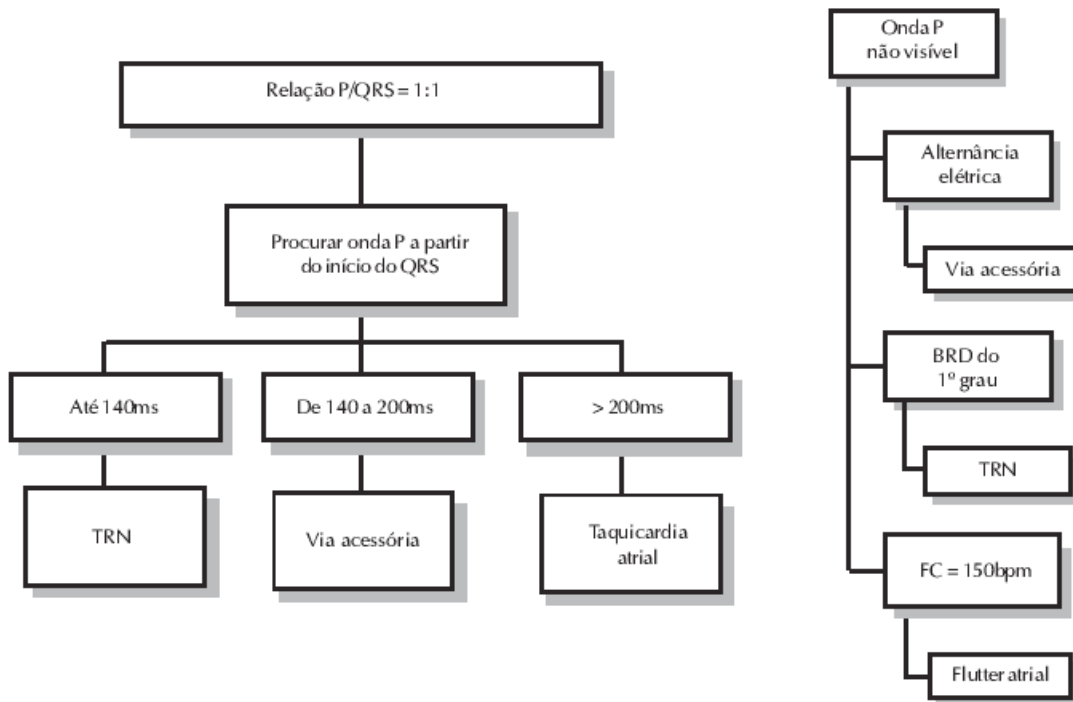 Relação P/QRS = 1:1
Procurar onda P a partir
do início do QRS
Até 140ms
De 140 a 200ms
> 200ms
TRN
Via acessória
Taquicardia
atrial
Onda P
não visível
Alternância
elétrica
Via acessória
BRD do
1º grau
TRN
FC = 150bpm
Flutter atrial